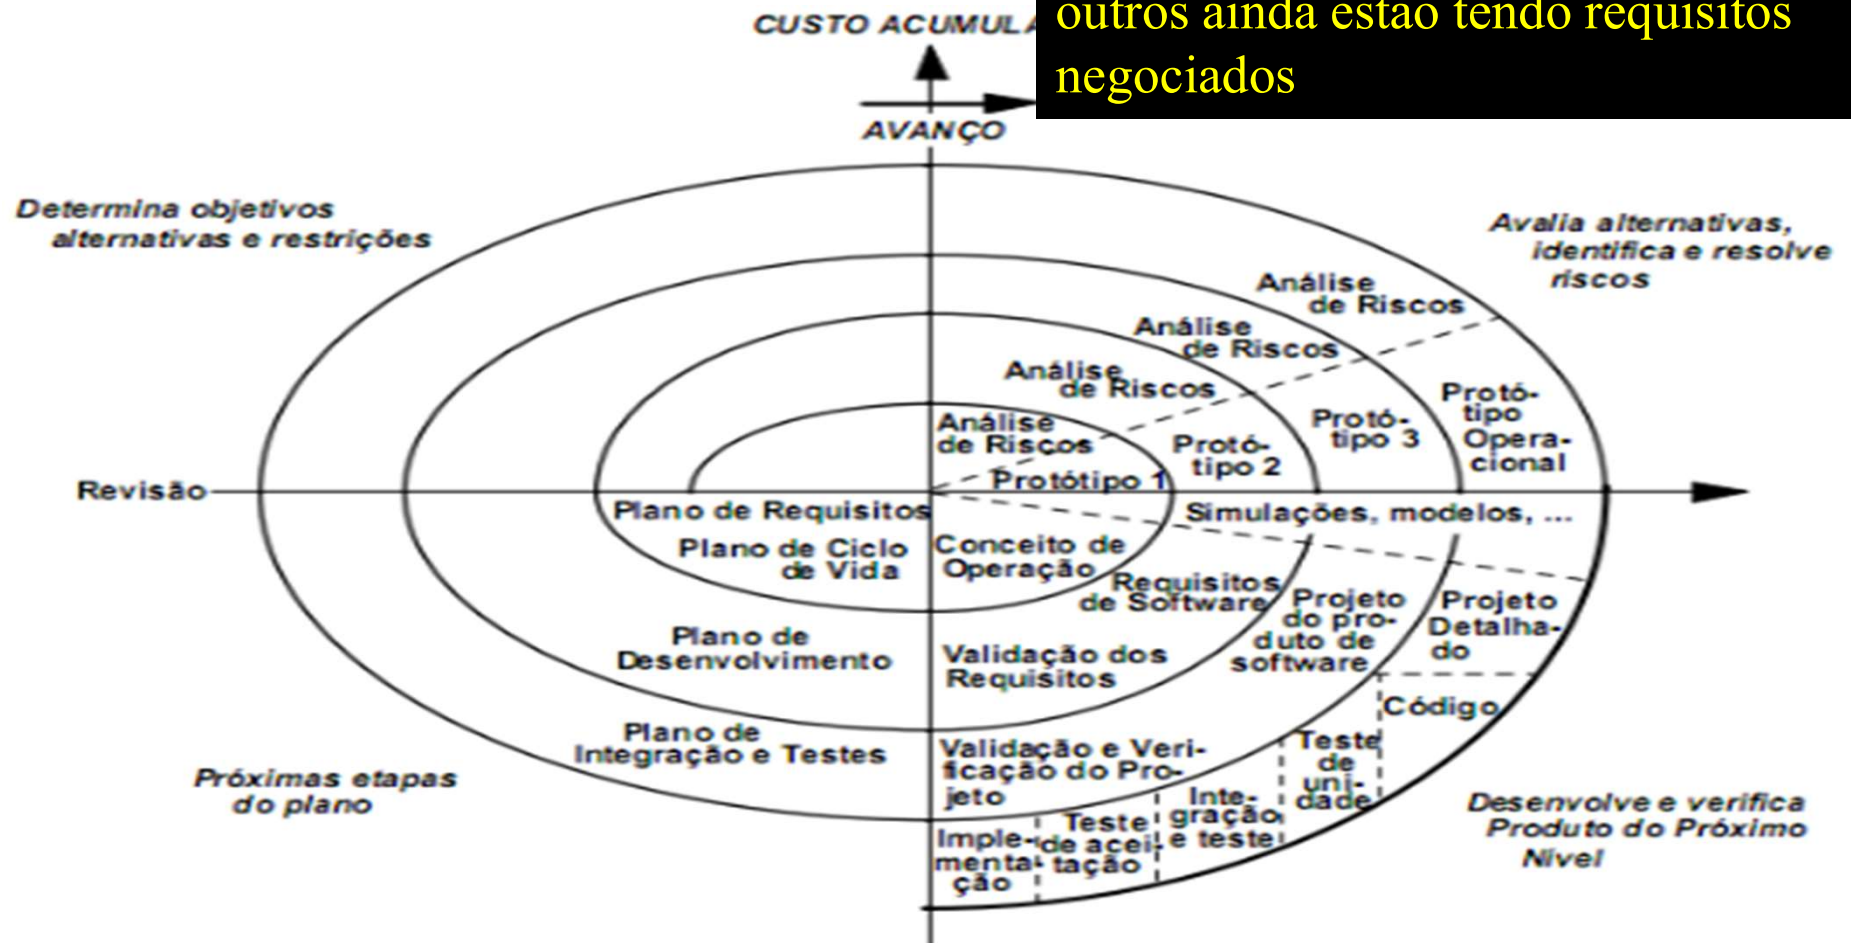 outros ainda estão tendo requisitos
negociados
CUSTO ACUMULA
AVANÇO
Determina objetivos
alternativas e restrições
Avalia alternativas,
identifica e resolve
riscos
Análise
de Riscos
Análise
de Riscos
Análise
de Riscos
Análise
de Riscos
Protó-
tipo
Opera-
cional
Protó-
tipo 3
Protó-
tipo 2
Protótipo 1
Revisão
Plano de Requisitos
Simulações, modelos, ...
Plano de Ciclo
de Vida
Conceito de
Operação
Requisitos
de Software
Projeto
do pro-
duto de
software
Projeto
Detalha-
do
Plano de
Desenvolvimento
Validação dos
Requisitos
Código
Plano de
Integração e Testes
Validação e Veri-
ficação do Pro-
jeto
Teste
de
uni-
dade
Inte-
gração
e teste
Teste
de acei-
tação
Imple-
menta-
ção
Próximas etapas
do plano
Desenvolve e verifica
Produto do Próximo
Nível